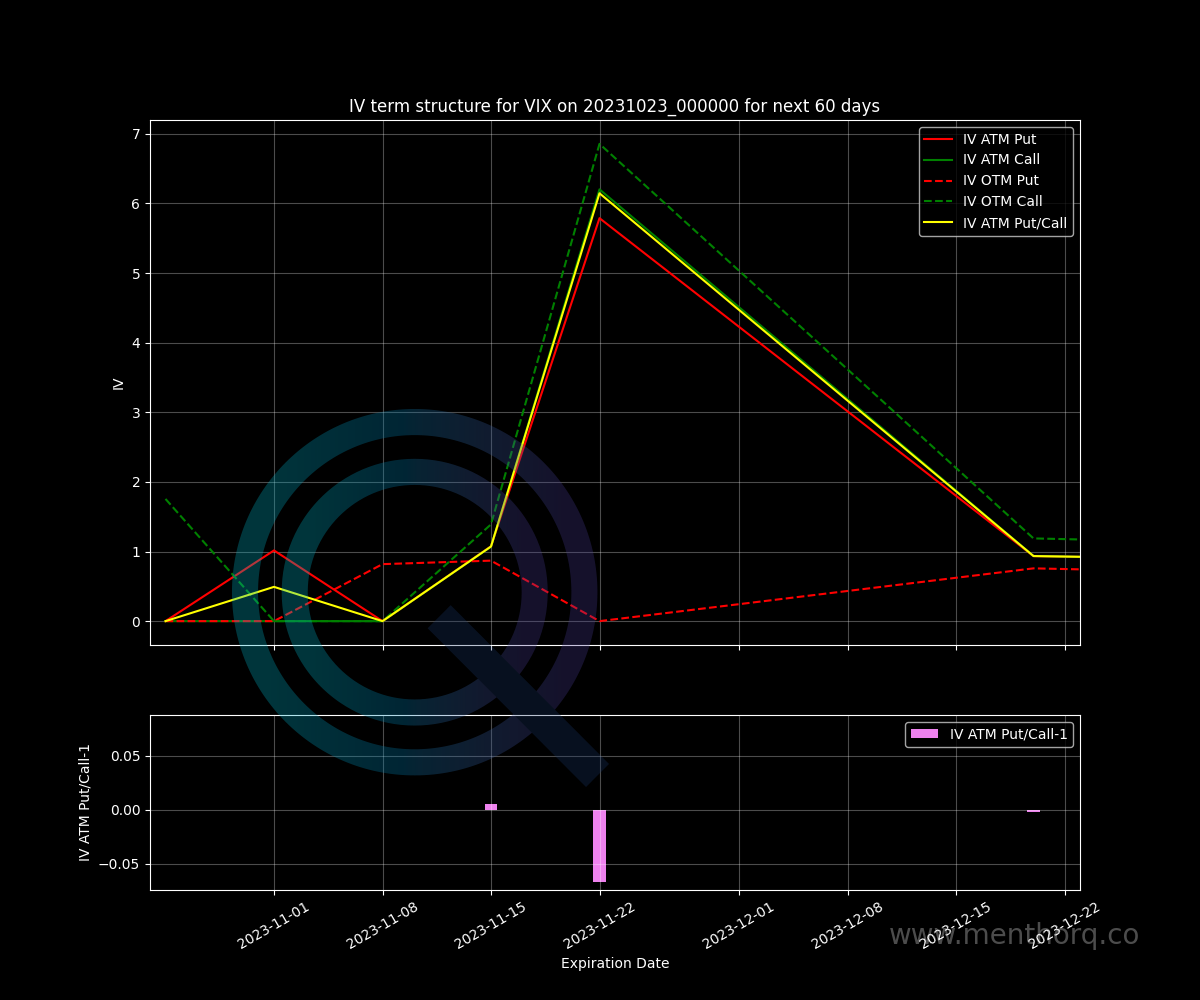 IV term structure for VIX on 20231023_000000 for next 60 days
7
6
5
4
3
2
1
0
IV
IV ATM Put
IV ATM Call
IV OTM Put
IV OTM Call
IV ATM Put/Call
0.05
0.00
−0.05
IV ATM Put/Call-1
IV ATM Put/Call-1
2023-11-01
2023-11-08
2023-11-15
2023-11-22
2023-12-01
2023-12-08
2023-12-15
2023-12-22
Expiration Date
www.menthorq.co